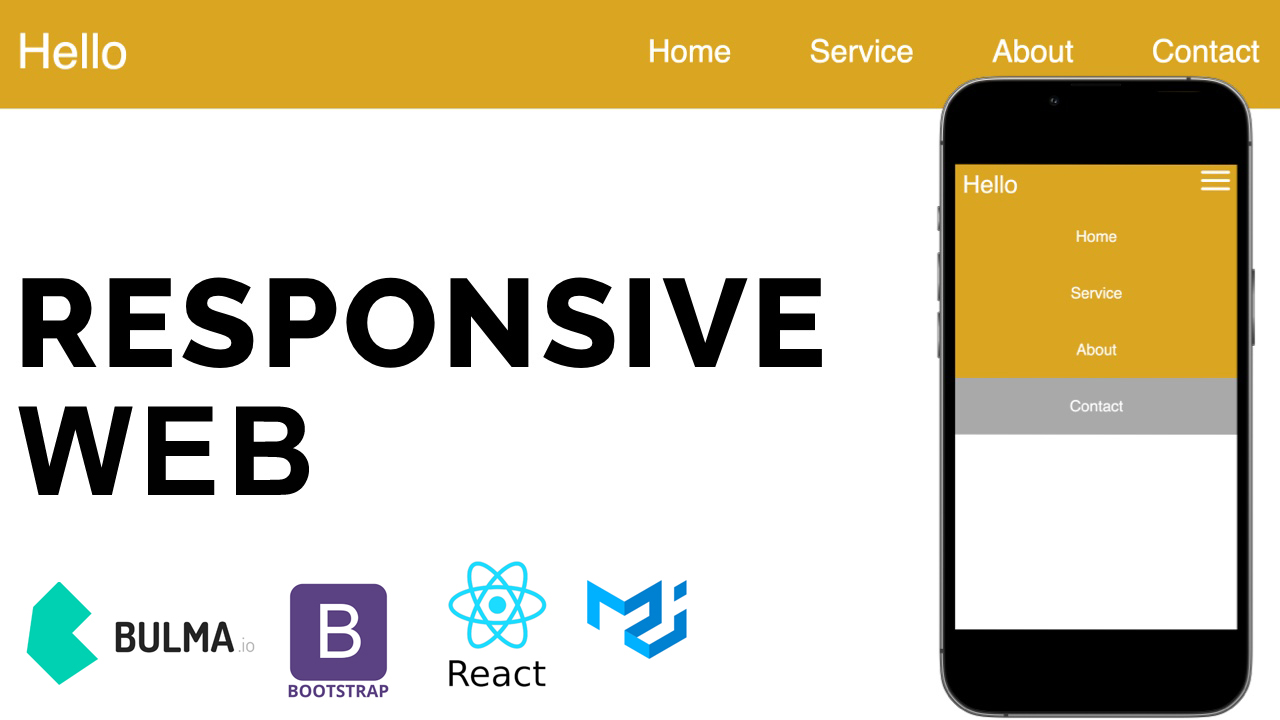 Hello
Home Service About Contact
Hello
Home
Service
About
Contact
RESPONSIVE
WEB
BULMA.io
B
BOOTSTRAP
React